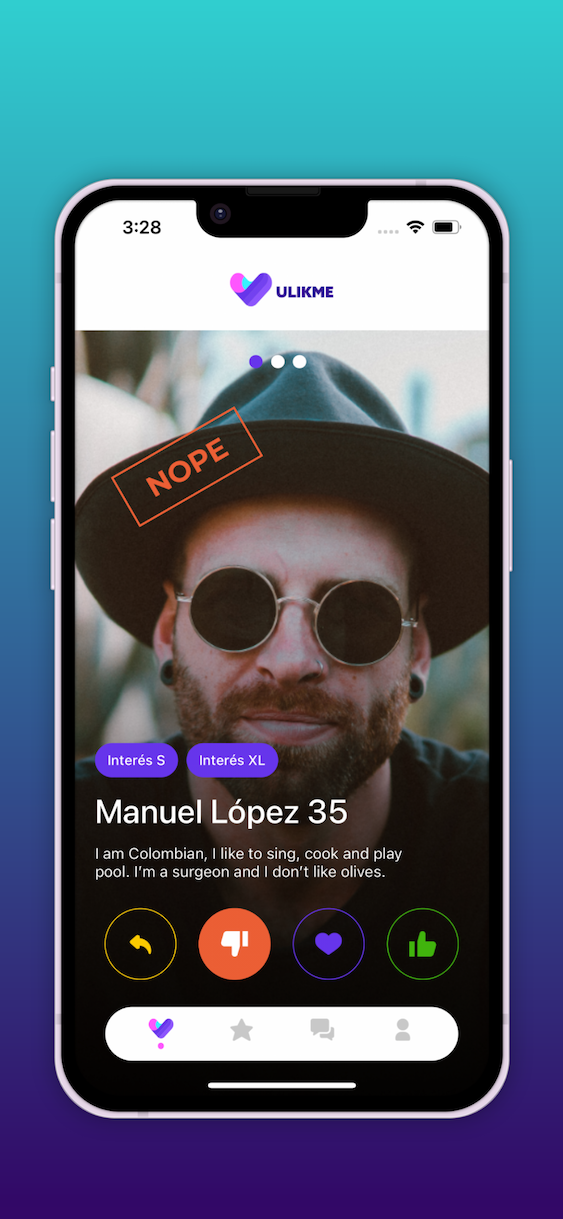 3:28
ULIKME
NOPE
Interés S
Interés XL
Manuel López 35
I am Colombian, I like to sing, cook and play
pool. I’m a surgeon and I don’t like olives.